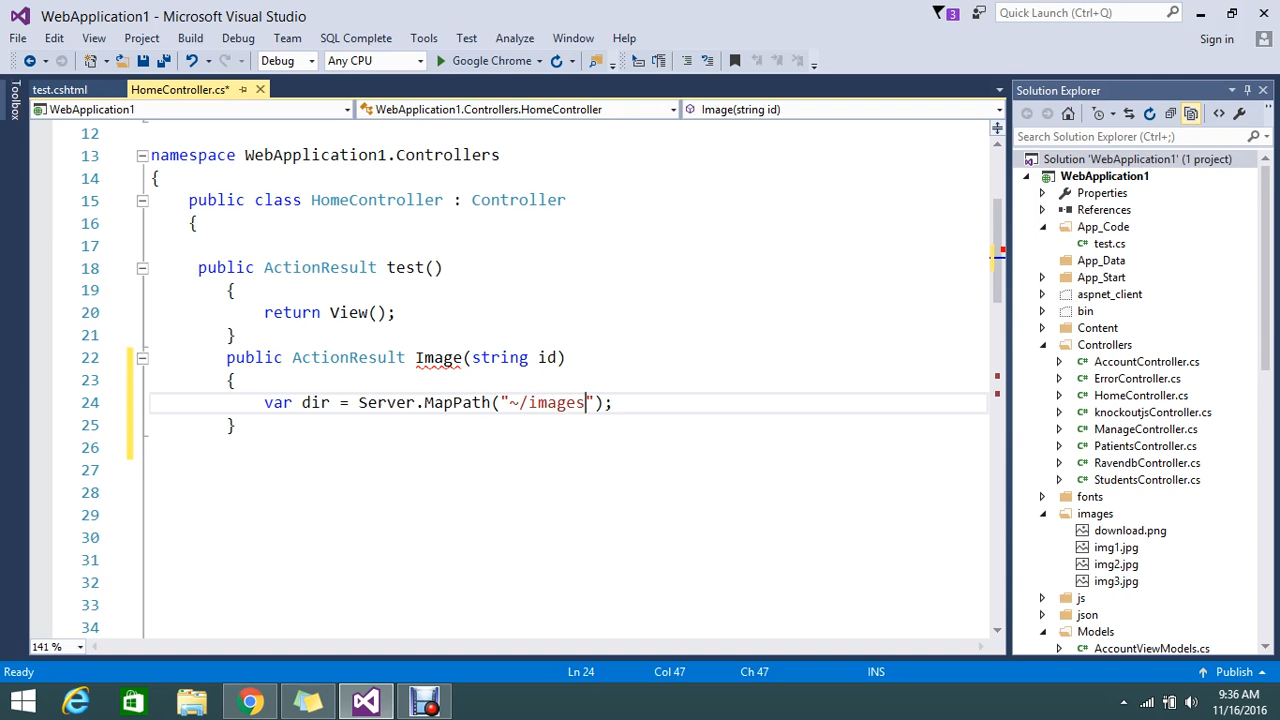 WebApplication1 - Microsoft Visual Studio
3
Quick Launch (Ctrl+Q)
File Edit View Project Build Debug Team SQL Complete Tools Test Analyze Window Help
Sign in
Debug Any CPU Google Chrome
Toolbox
test.cshtml HomeController.cs*
WebApplication1 WebApplication1.Controllers.HomeController Image(string id)
12
13 namespace WebApplication1.Controllers
14 {
15 public class HomeController : Controller
16 {
17
18 public ActionResult test()
19 {
20 return View();
21 }
22 public ActionResult Image(string id)
23 {
24 var dir = Server.MapPath("~/images");
25 }
26
27
28
29
30
31
32
33
34
141 %
Solution Explorer
Search Solution Explorer (Ctrl+;)
Solution 'WebApplication1' (1 project)
WebApplication1
Properties
References
App_Code
C# test.cs
App_Data
App_Start
aspnet_client
bin
Content
Controllers
C# AccountController.cs
C# ErrorController.cs
C# HomeController.cs
C# knockoutjsController.cs
C# ManageController.cs
C# PatientsController.cs
C# RavendbController.cs
C# StudentsController.cs
fonts
images
download.png
img1.jpg
img2.jpg
img3.jpg
js
json
Models
C# AccountViewModels.cs
Ready Ln 24 Col 47 Ch 47 INS Publish
9:36 AM
11/16/2016